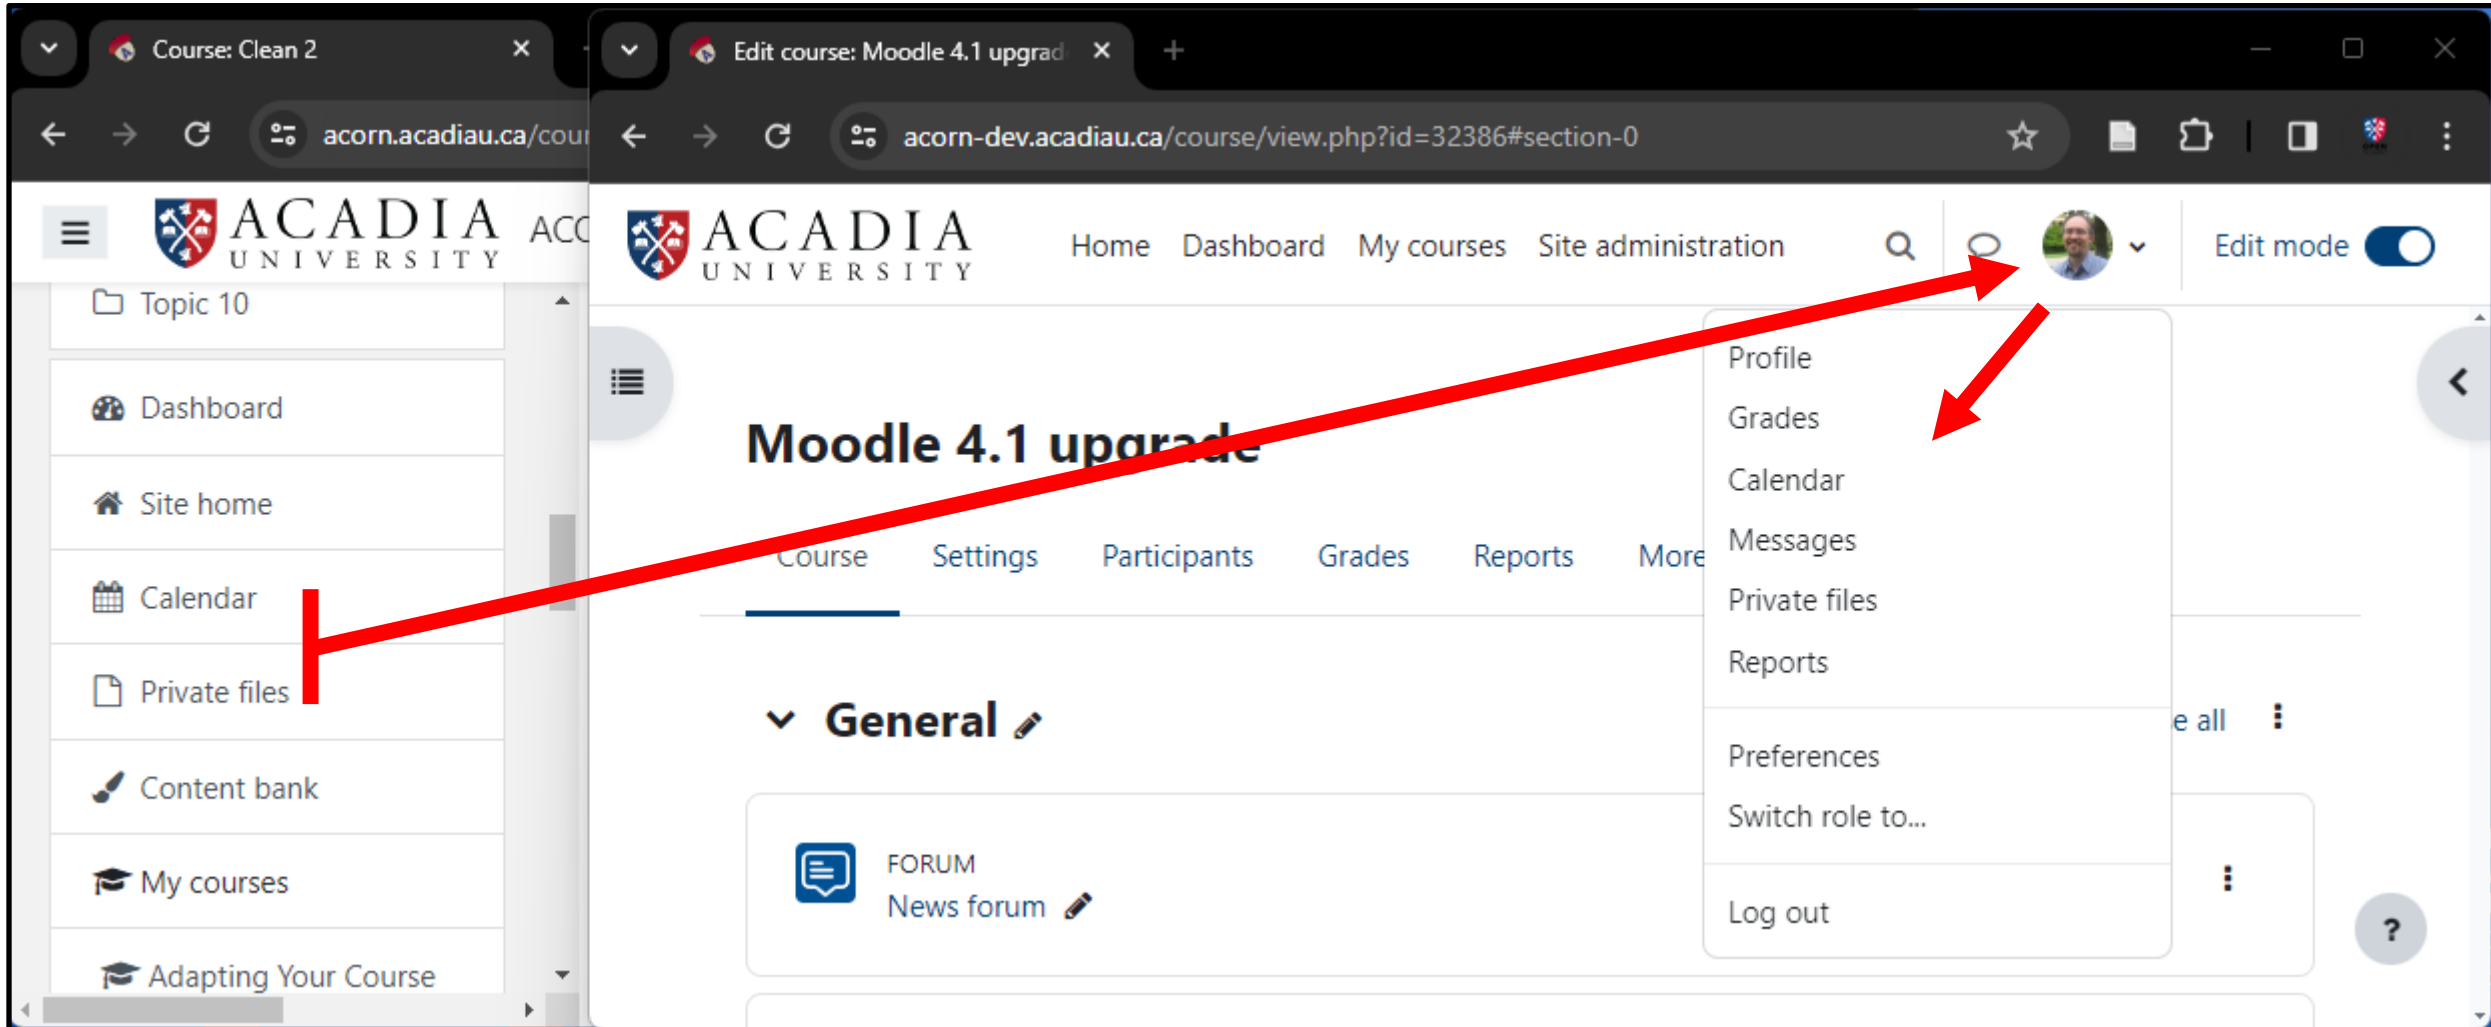 Course: Clean 2
acorn.acadiau.ca/cour
ACADIA
UNIVERSITY
ACC
Topic 10
Dashboard
Site home
Calendar
Private files
Content bank
My courses
Adapting Your Course
Edit course: Moodle 4.1 upgrad
acorn-dev.acadiau.ca/course/view.php?id=32386#section-0
ACADIA
UNIVERSITY
Home Dashboard My courses Site administration
Edit mode
Moodle 4.1 upgrade
Course Settings Participants Grades Reports More
General
e all
FORUM
News forum
Profile
Grades
Calendar
Messages
Private files
Reports
Preferences
Switch role to...
Log out
?